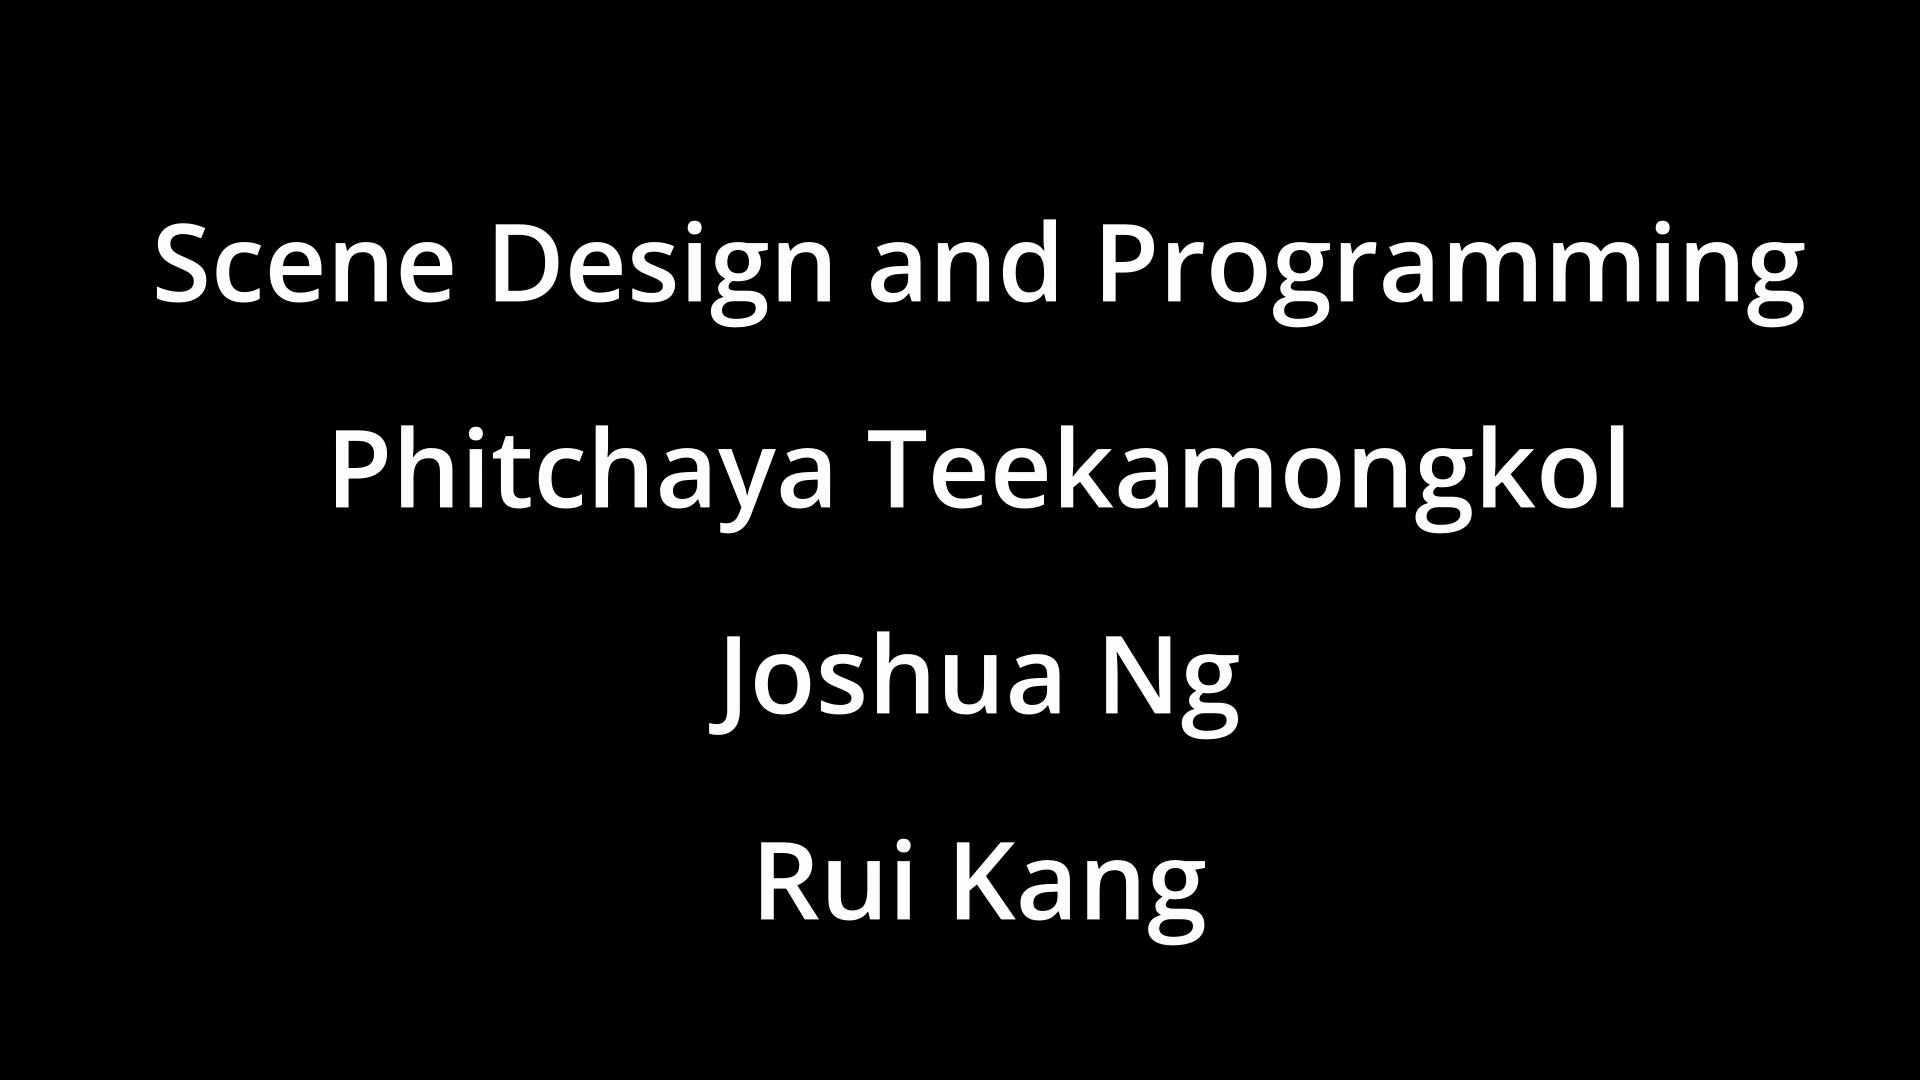 Scene Design and Programming
Phitchaya Teekamongkol
Joshua Ng
Rui Kang